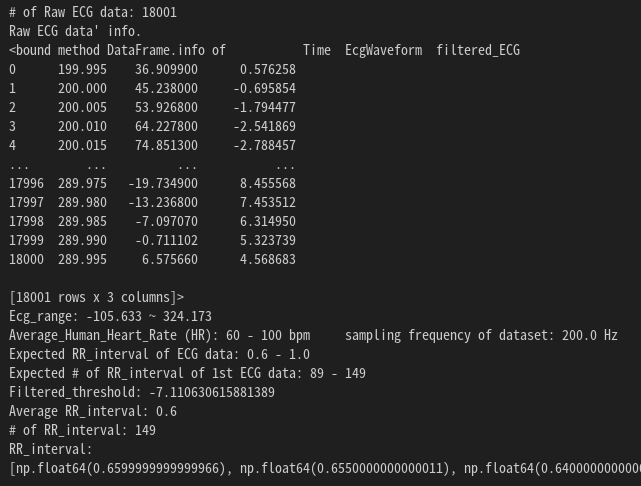 # of Raw ECG data: 18001
Raw ECG data' info.
<bound method DataFrame.info of           Time  EcgWaveform  filtered_ECG
0      199.995    36.909900      0.576258
1      200.000    45.238000     -0.695854
2      200.005    53.926800     -1.794477
3      200.010    64.227800     -2.541869
4      200.015    74.851300     -2.788457
...        ...          ...           ...
17996  289.975   -19.734900      8.455568
17997  289.980   -13.236800      7.453512
17998  289.985    -7.097070      6.314950
17999  289.990    -0.711102      5.323739
18000  289.995     6.575660      4.568683
[18001 rows x 3 columns]>
Ecg_range: -105.633 ~ 324.173
Average_Human_Heart_Rate (HR): 60 - 100 bpm     sampling frequency of dataset: 200.0 Hz
Expected RR_interval of ECG data: 0.6 - 1.0
Expected # of RR_interval of 1st ECG data: 89 - 149
Filtered_threshold: -7.110630615881389
Average RR_interval: 0.6
# of RR_interval: 149
RR_interval:
[np.float64(0.6599999999999966), np.float64(0.6550000000000011), np.float64(0.6400000000000